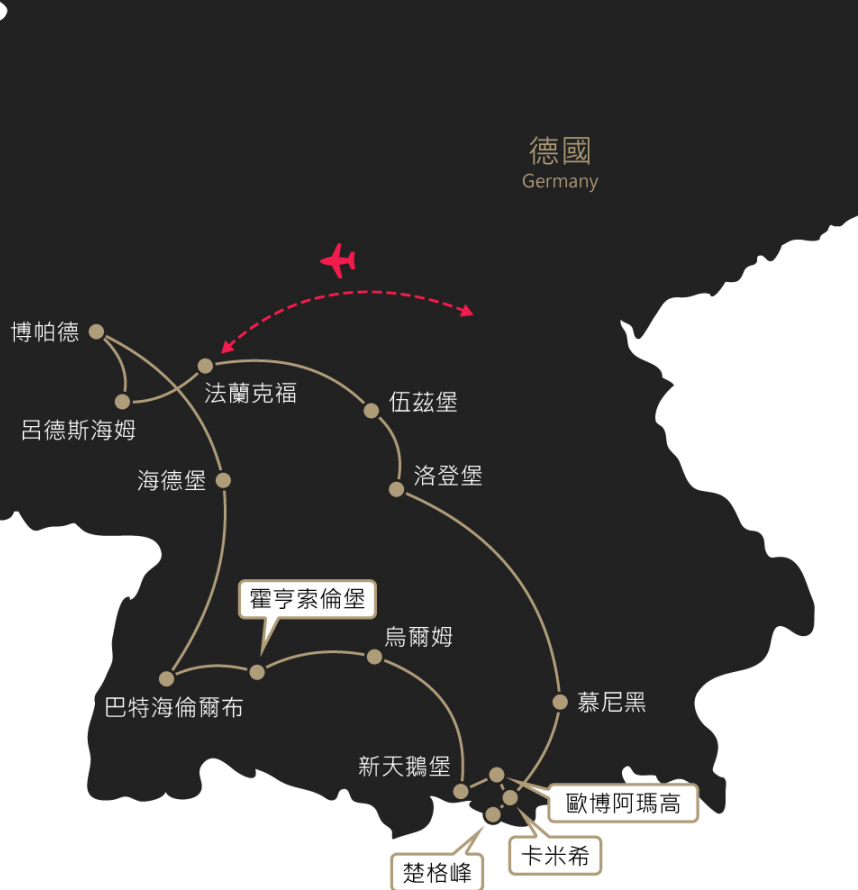 德國
Germany
博帕德
法蘭克福
伍茲堡
呂德斯海姆
海德堡
洛登堡
霍亨索倫堡
烏爾姆
巴特海倫爾布
慕尼黑
新天鵝堡
歐博阿瑪高
卡米希
楚格峰